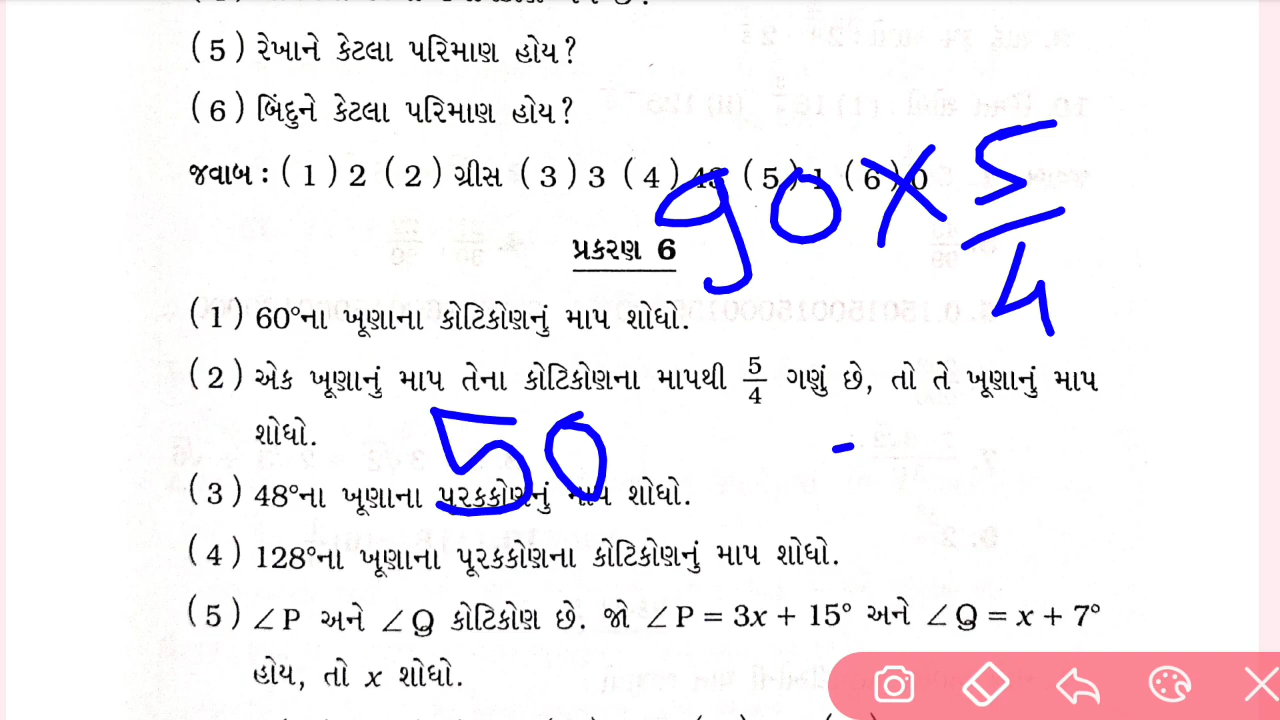 (5) રેખાને કેટલા પરિમાણ હોય?
(6) બિંદુને કેટલા પરિમાણ હોય?
જવાબ : (1) 2 (2) ગ્રીસ (3) 3 (4) (5) 1 (6) 0
90 × 5/4
પ્રકરણ 6
(1) 60°ના ખૂણાના કોટિકોણનું માપ શોધો.
(2) એક ખૂણાનું માપ તેના કોટિકોણના માપથી 5/4 ગણું છે, તો તે ખૂણાનું માપ
શોધો.
50 -
(3) 48°ના ખૂણાના પૂરકકોણનું માપ શોધો.
(4) 128°ના ખૂણાના પૂરકકોણના કોટિકોણનું માપ શોધો.
(5) ∠P અને ∠Q કોટિકોણ છે. જો ∠P = 3x + 15° અને ∠Q = x + 7°
હોય, તો x શોધો.